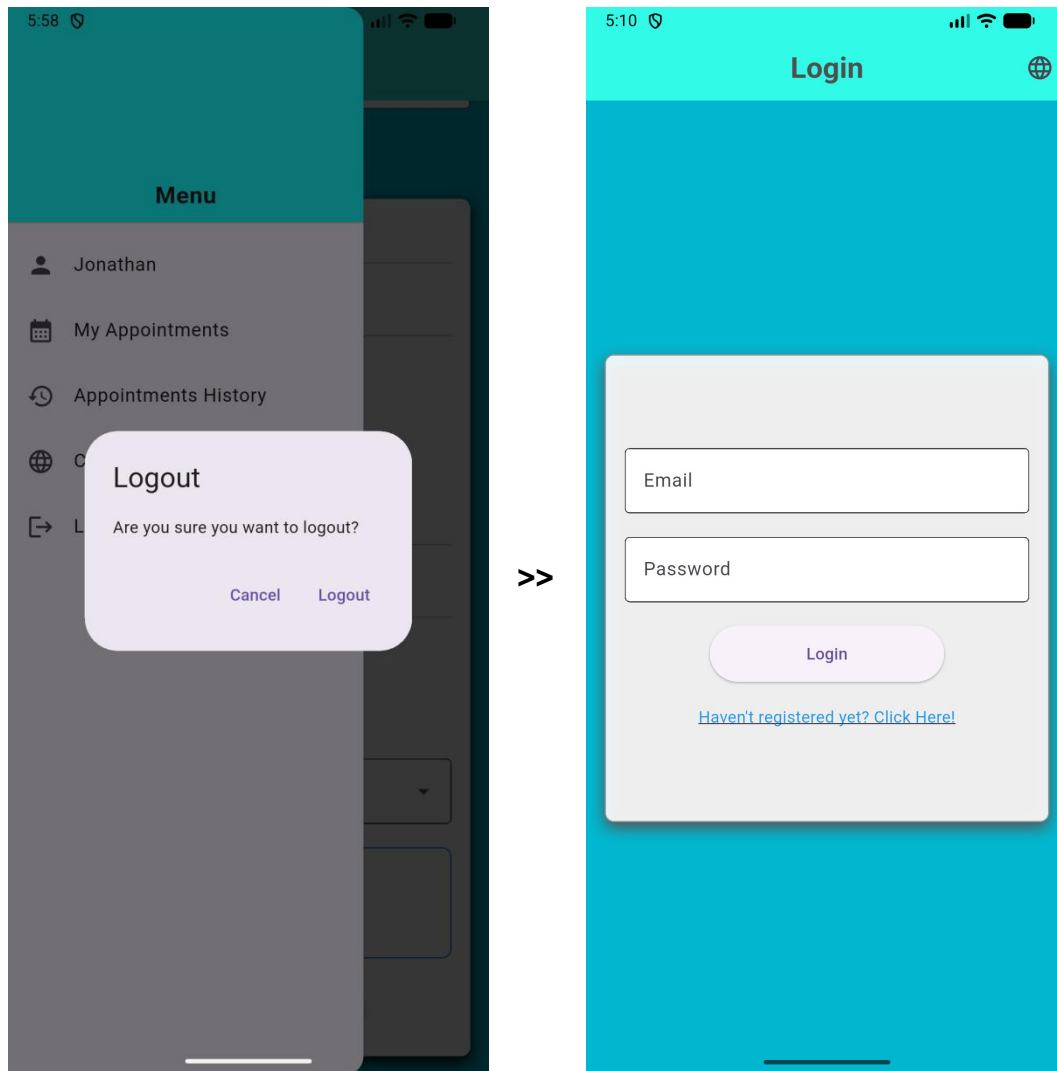 5:58
Menu
Jonathan
My Appointments
Appointments History
C
L
Logout
Are you sure you want to logout?
Cancel Logout
>>
5:10
Login
Email
Password
Login
Haven't registered yet? Click Here!